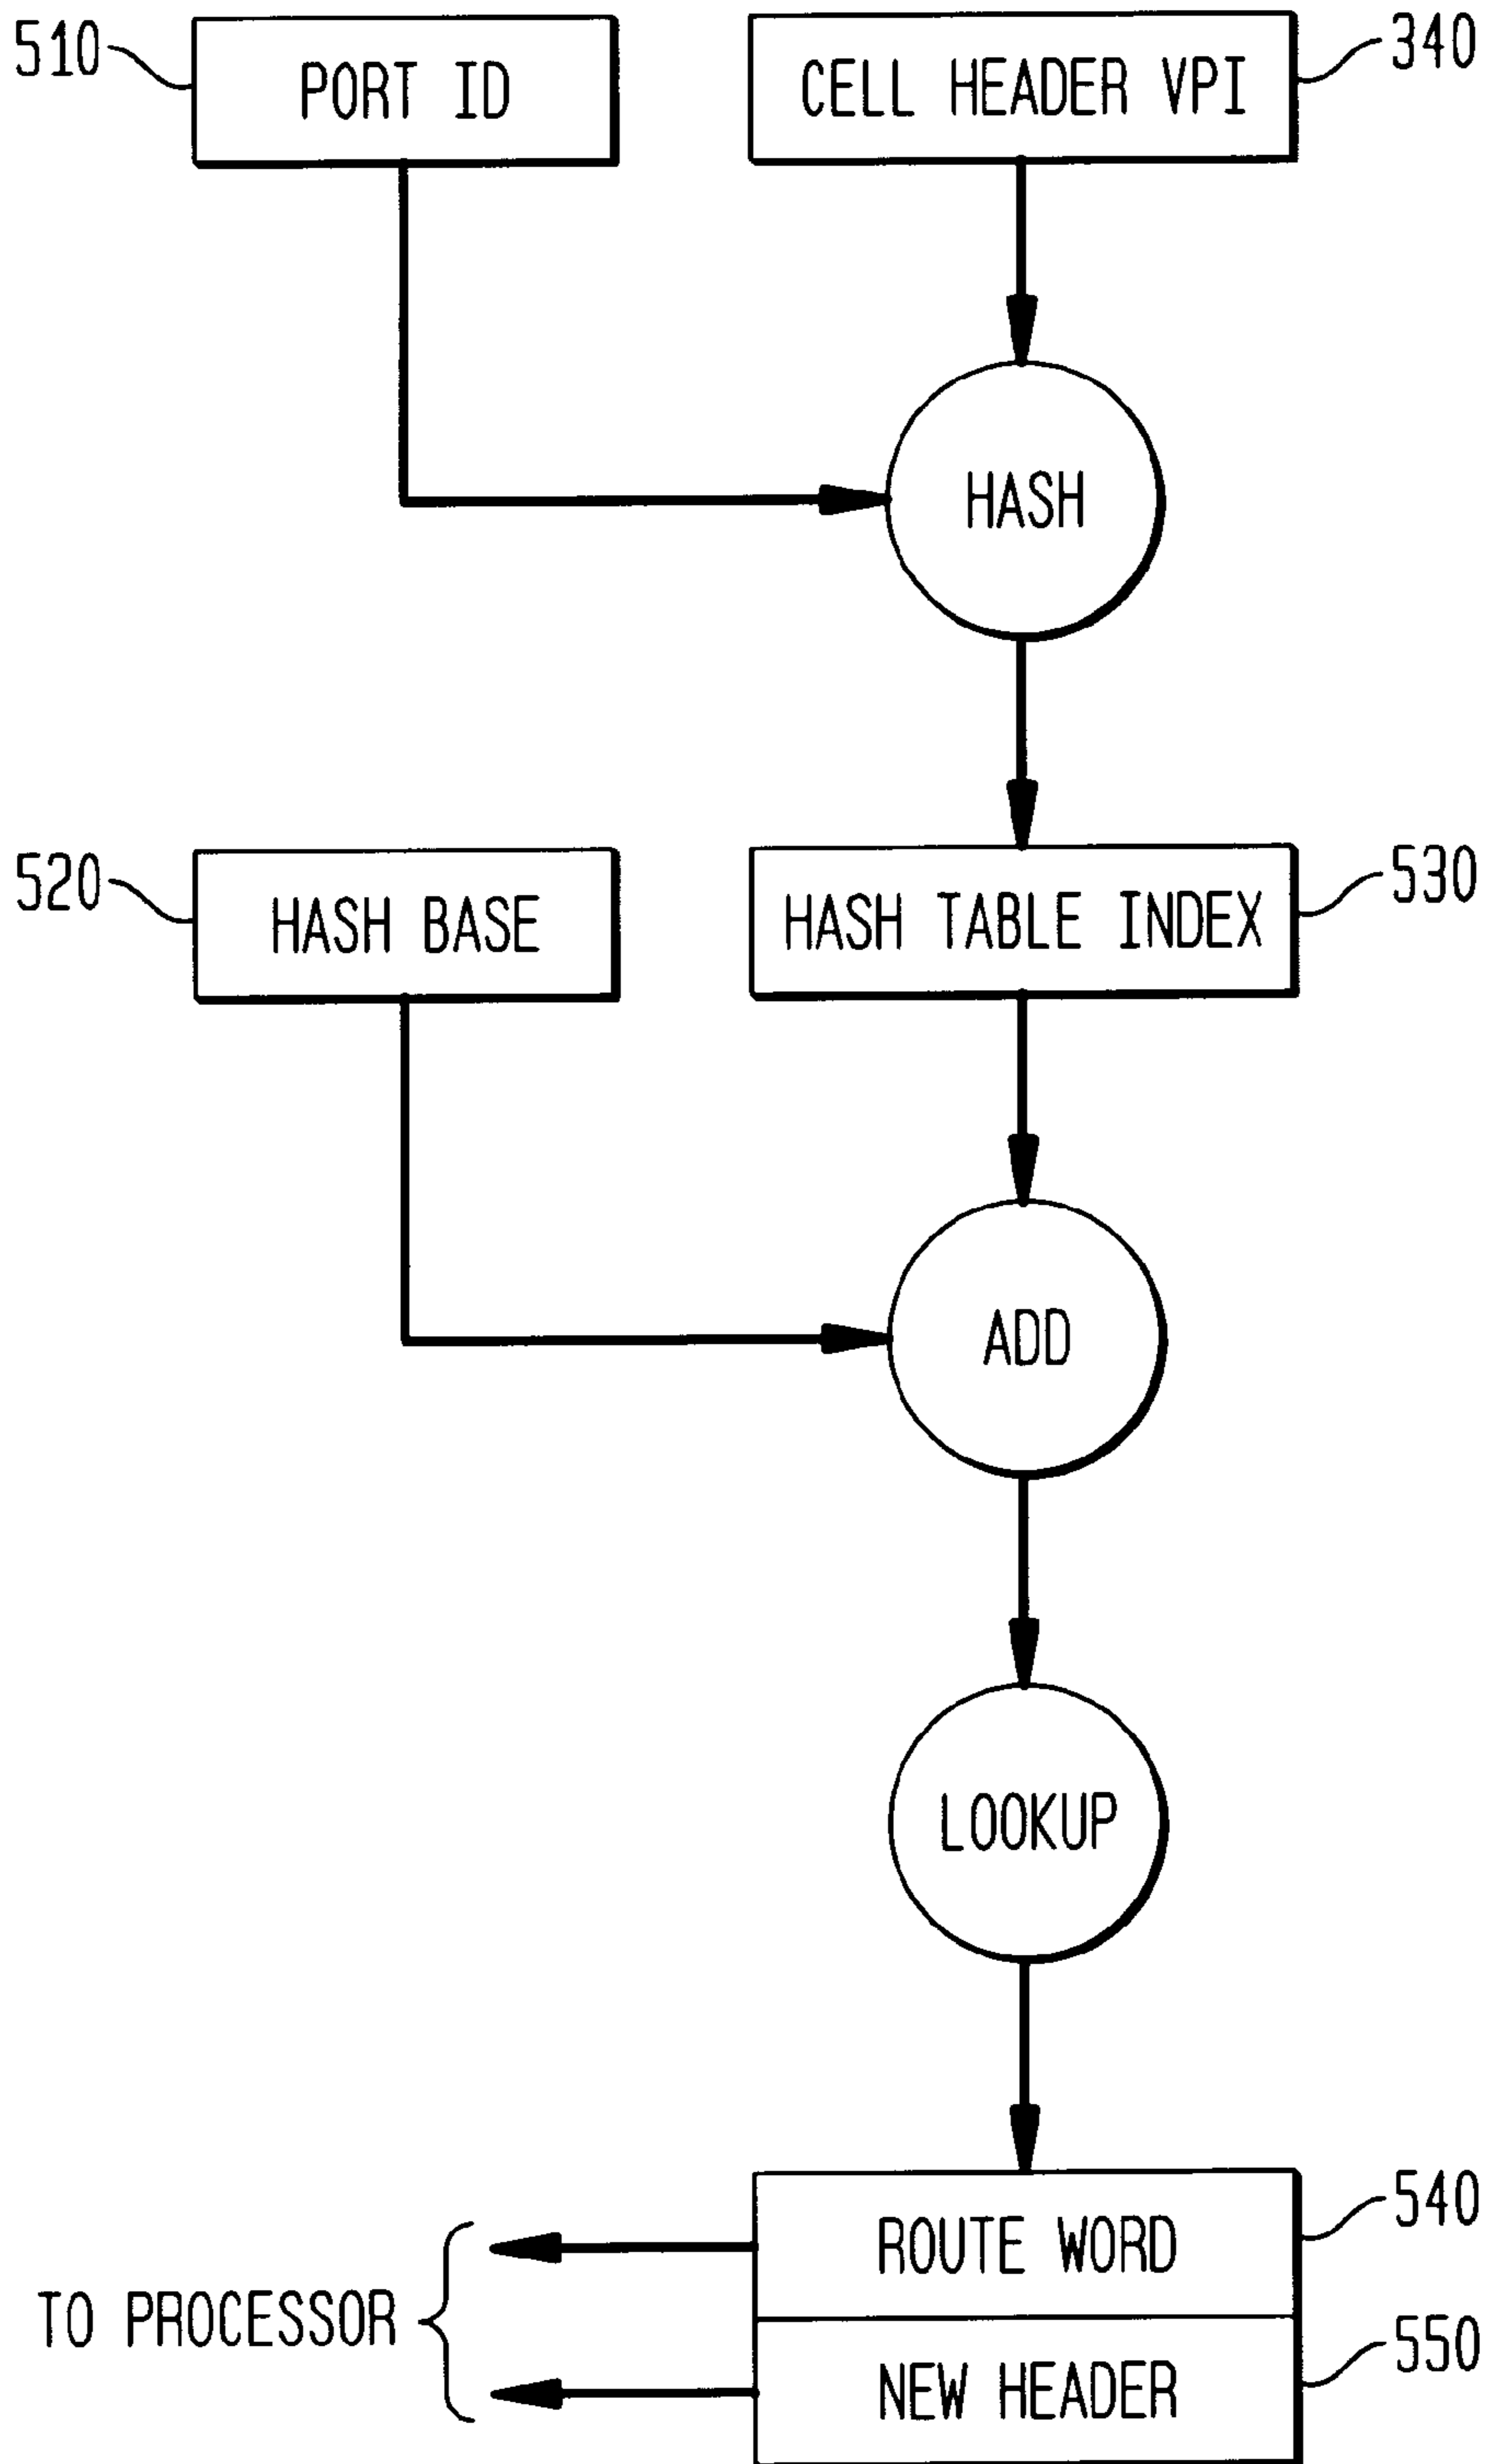 510
PORT ID
CELL HEADER VPI
340
HASH
520
HASH BASE
HASH TABLE INDEX
530
ADD
LOOKUP
540
ROUTE WORD
TO PROCESSOR
550
NEW HEADER